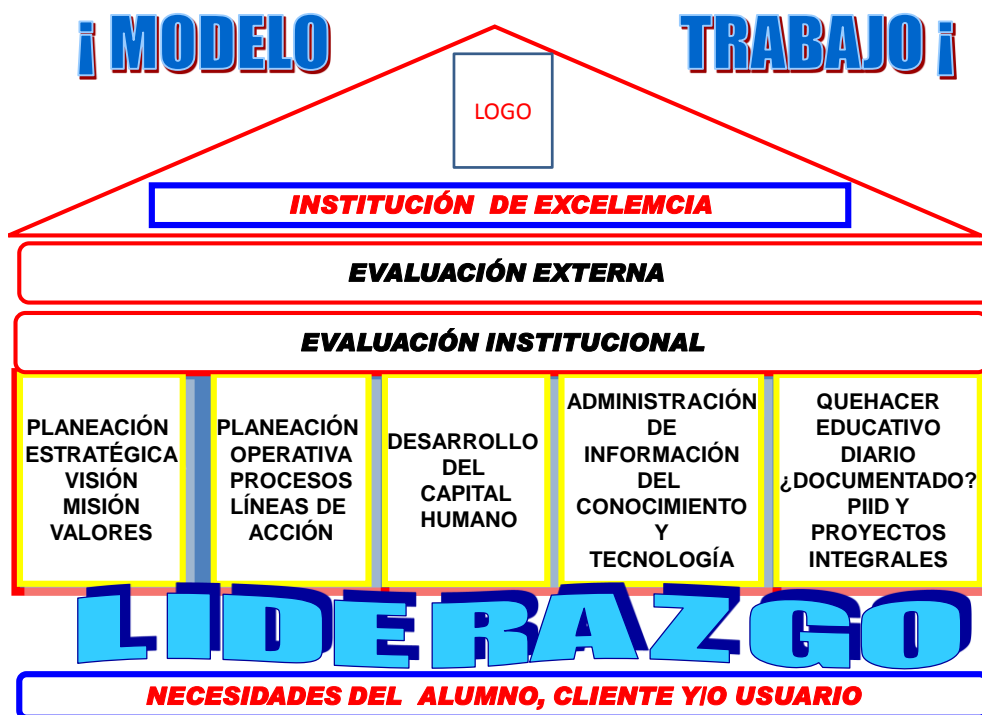 ¡ MODELO TRABAJO ¡
LOGO
INSTITUCIÓN DE EXCELEMCIA
EVALUACIÓN EXTERNA
EVALUACIÓN INSTITUCIONAL
PLANEACIÓN
ESTRATÉGICA
VISIÓN
MISIÓN
VALORES
PLANEACIÓN
OPERATIVA
PROCESOS
LÍNEAS DE
ACCIÓN
DESARROLLO
DEL
CAPITAL
HUMANO
ADMINISTRACIÓN
DE
INFORMACIÓN
DEL
CONOCIMIENTO
Y
TECNOLOGÍA
QUEHACER
EDUCATIVO
DIARIO
¿DOCUMENTADO?
PIID Y
PROYECTOS
INTEGRALES
LIDERAZGO
NECESIDADES DEL ALUMNO, CLIENTE Y/O USUARIO